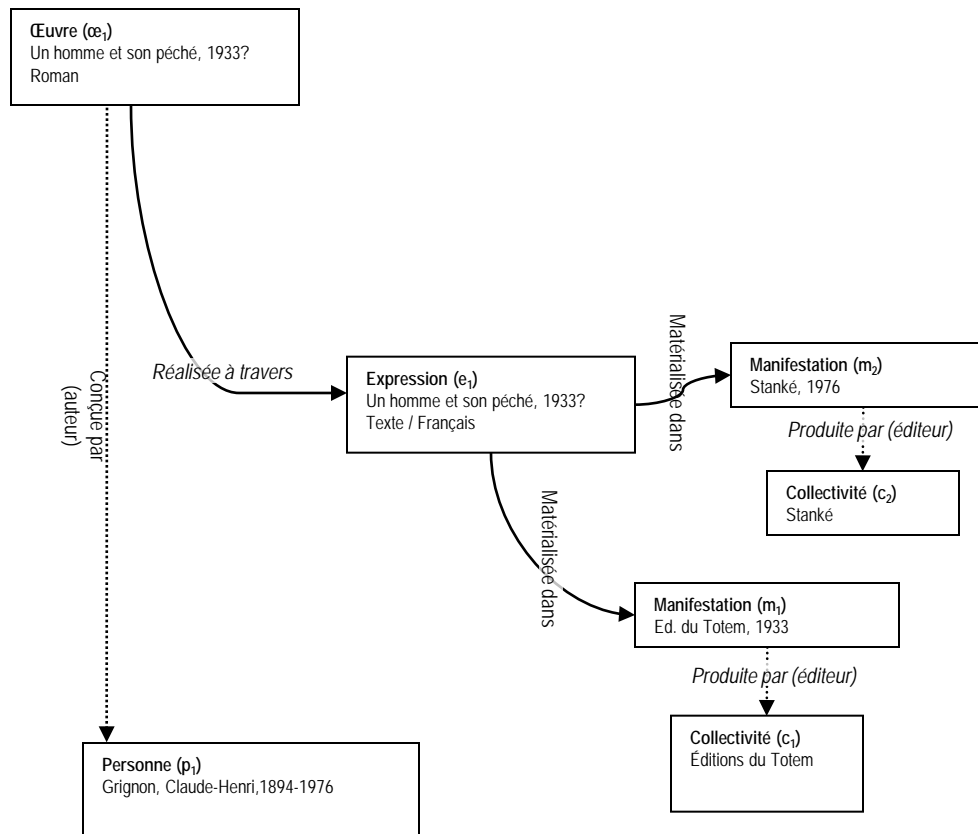 Œuvre (œ₁)
Un homme et son péché, 1933?
Roman
Conçue par
(auteur)
Réalisée à travers
Expression (e₁)
Un homme et son péché, 1933?
Texte / Français
Matérialisée dans
Manifestation (m₂)
Stanké, 1976
Produite par (éditeur)
Collectivité (c₂)
Stanké
Matérialisée dans
Manifestation (m₁)
Ed. du Totem, 1933
Produite par (éditeur)
Collectivité (c₁)
Éditions du Totem
Personne (p₁)
Grignon, Claude-Henri,1894-1976